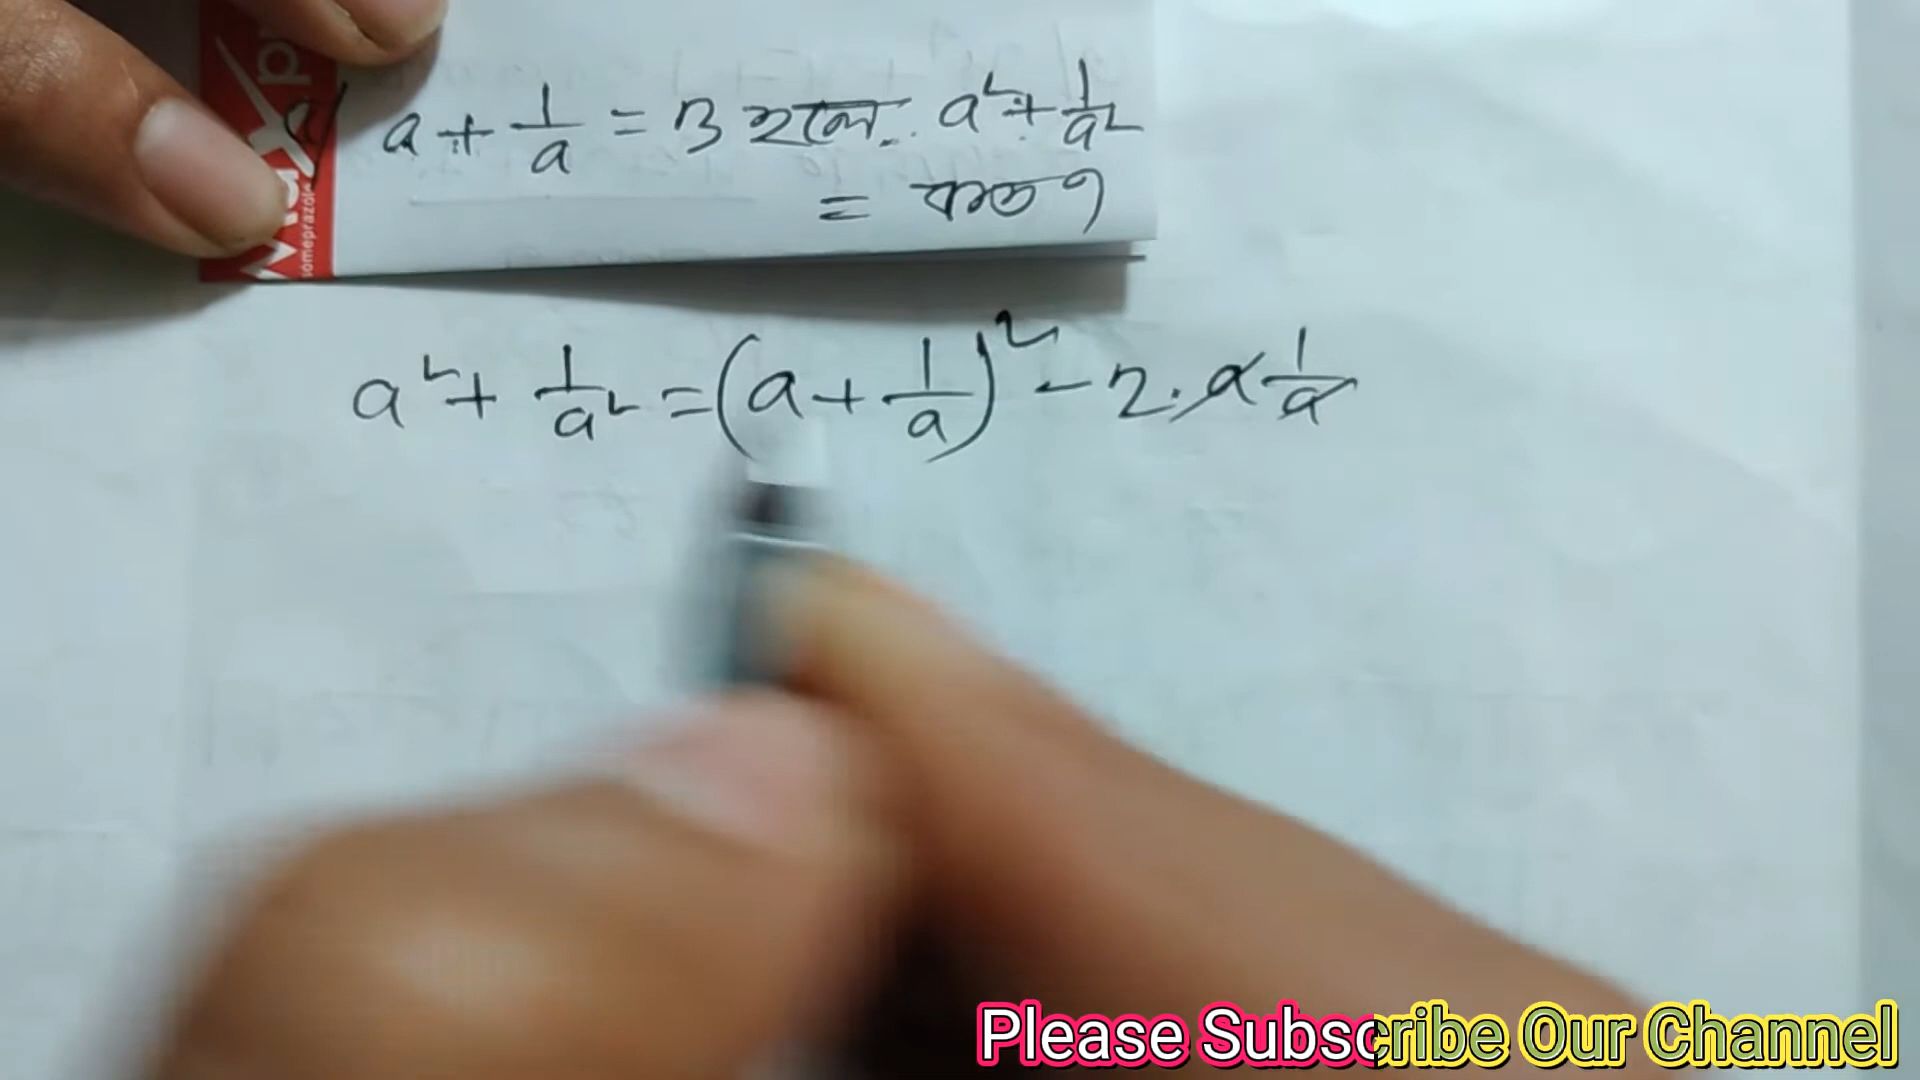 a + 1/a = 3 হলে. a² + 1/a²
= কত?
a² + 1/a² = (a + 1/a)² - 2.a 1/a
Please Subscribe Our Channel